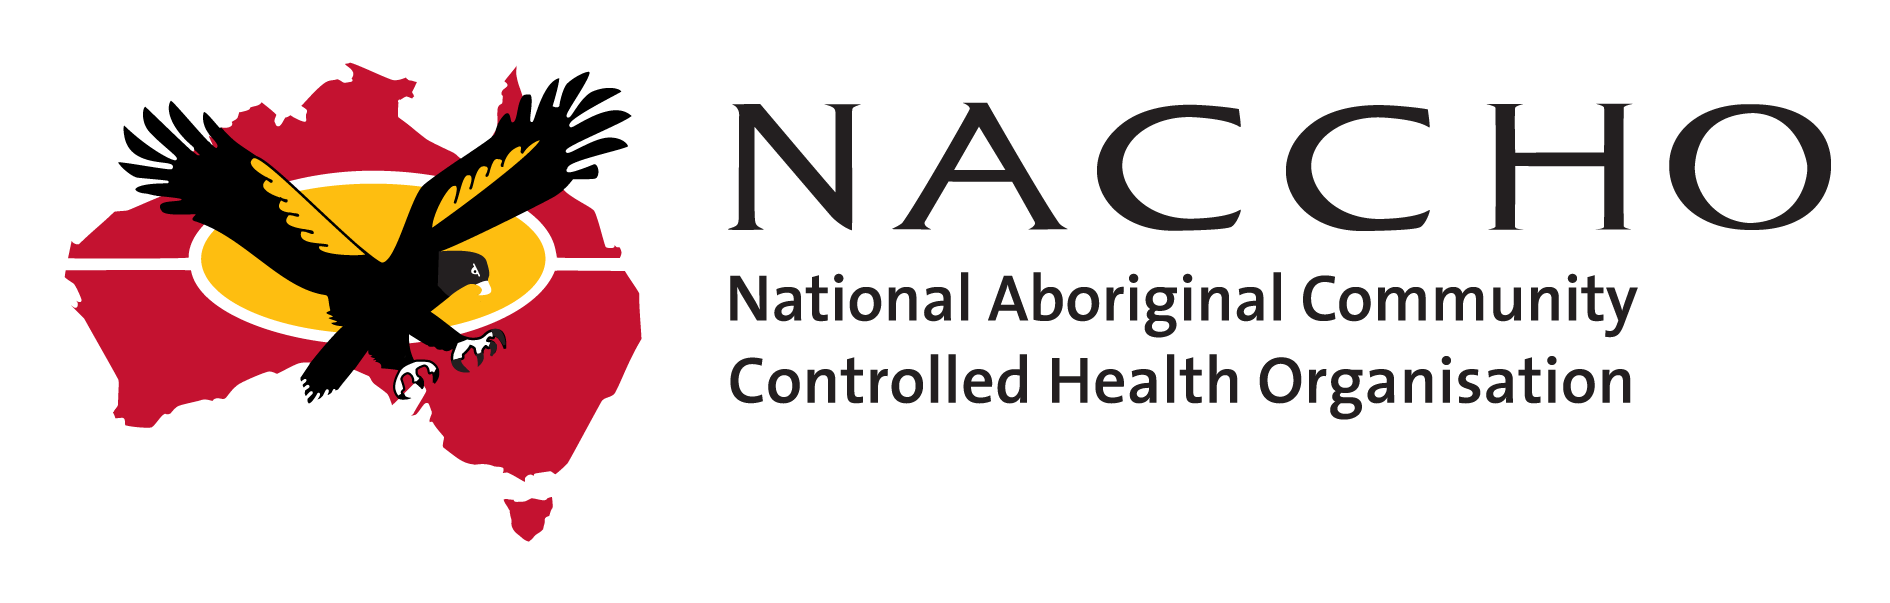 NACCHO
National Aboriginal Community
Controlled Health Organisation